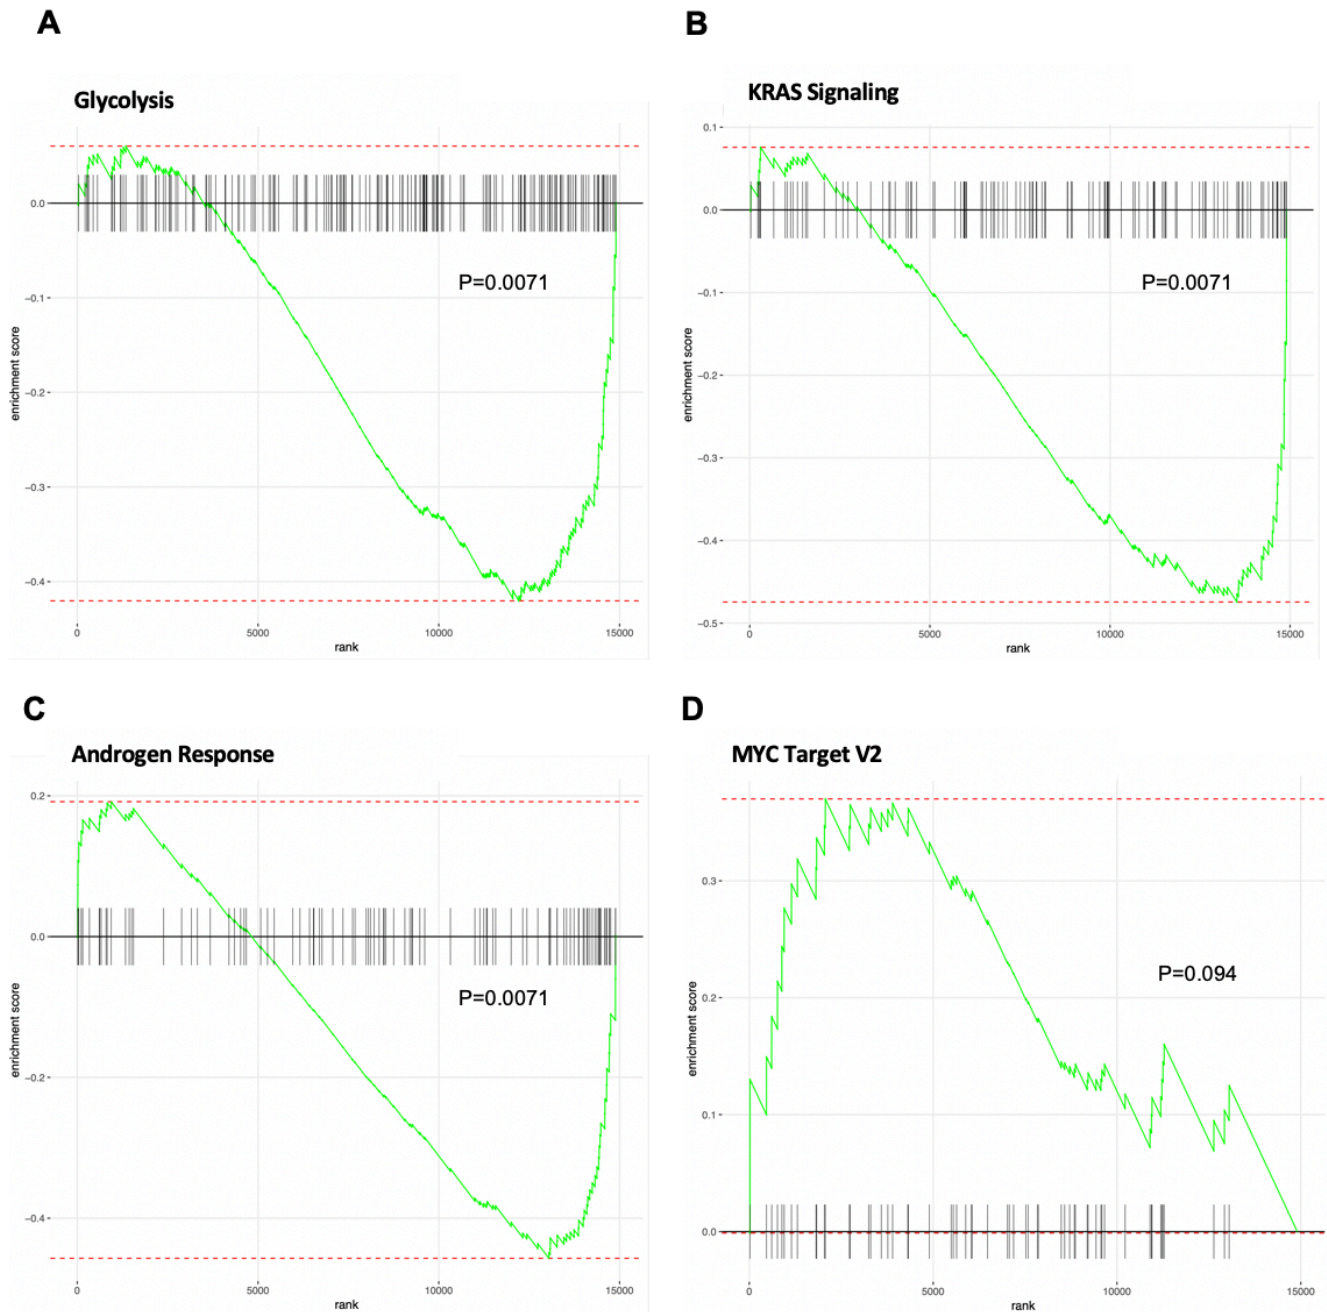 A
Glycolysis
0.0
−0.1
−0.2
−0.3
−0.4
enrichment score
P=0.0071
0 5000 10000 15000
rank
B
KRAS Signaling
0.1
0.0
−0.1
−0.2
−0.3
−0.4
−0.5
enrichment score
P=0.0071
0 5000 10000 15000
rank
C
Androgen Response
0.2
0.0
−0.2
−0.4
enrichment score
P=0.0071
0 5000 10000 15000
rank
D
MYC Target V2
0.3
0.2
0.1
0.0
enrichment score
P=0.094
0 5000 10000 15000
rank